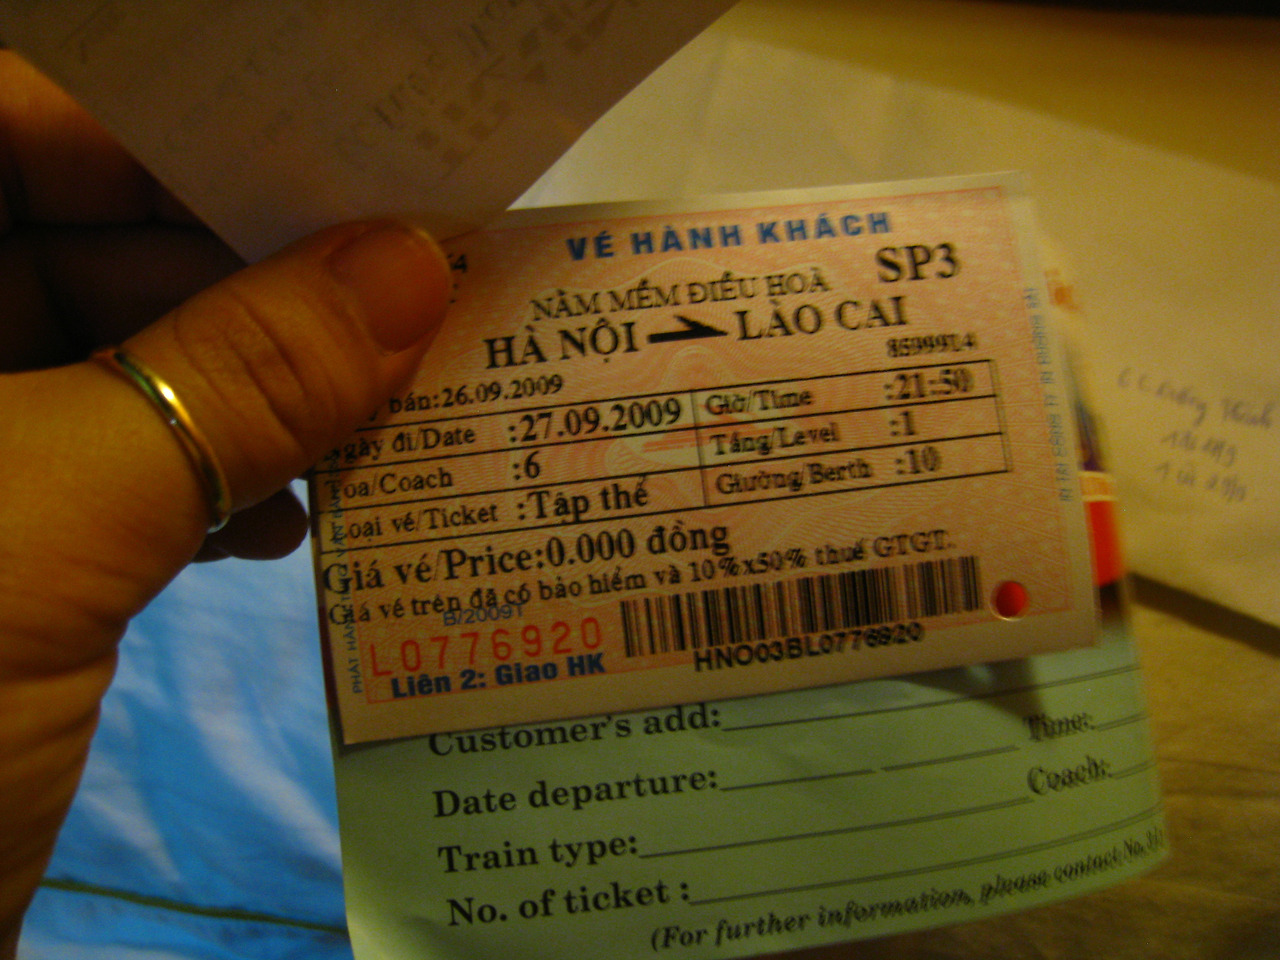 VÉ HÀNH KHÁCH
SP3
NẰM MỀM ĐIỀU HOÀ
HÀ NỘI LÀO CAI
8599914
bán:26.09.2009
gày đi/Date :27.09.2009 Giờ/Time :21:50
oa/Coach :6 Tầng/Level :1
Loại vé/Ticket :Tập thể Giường/Berth :10
Giá vé/Price:0.000 đồng
Giá vé trên đã có bảo hiểm và 10%x50% thuế GTGT.
B/2009T
L0776920
Liên 2: Giao HK
HNO03BL0776920
Customer's add: Time:
Date departure: Coach:
Train type:
No. of ticket :
(For further information, please contact: No.